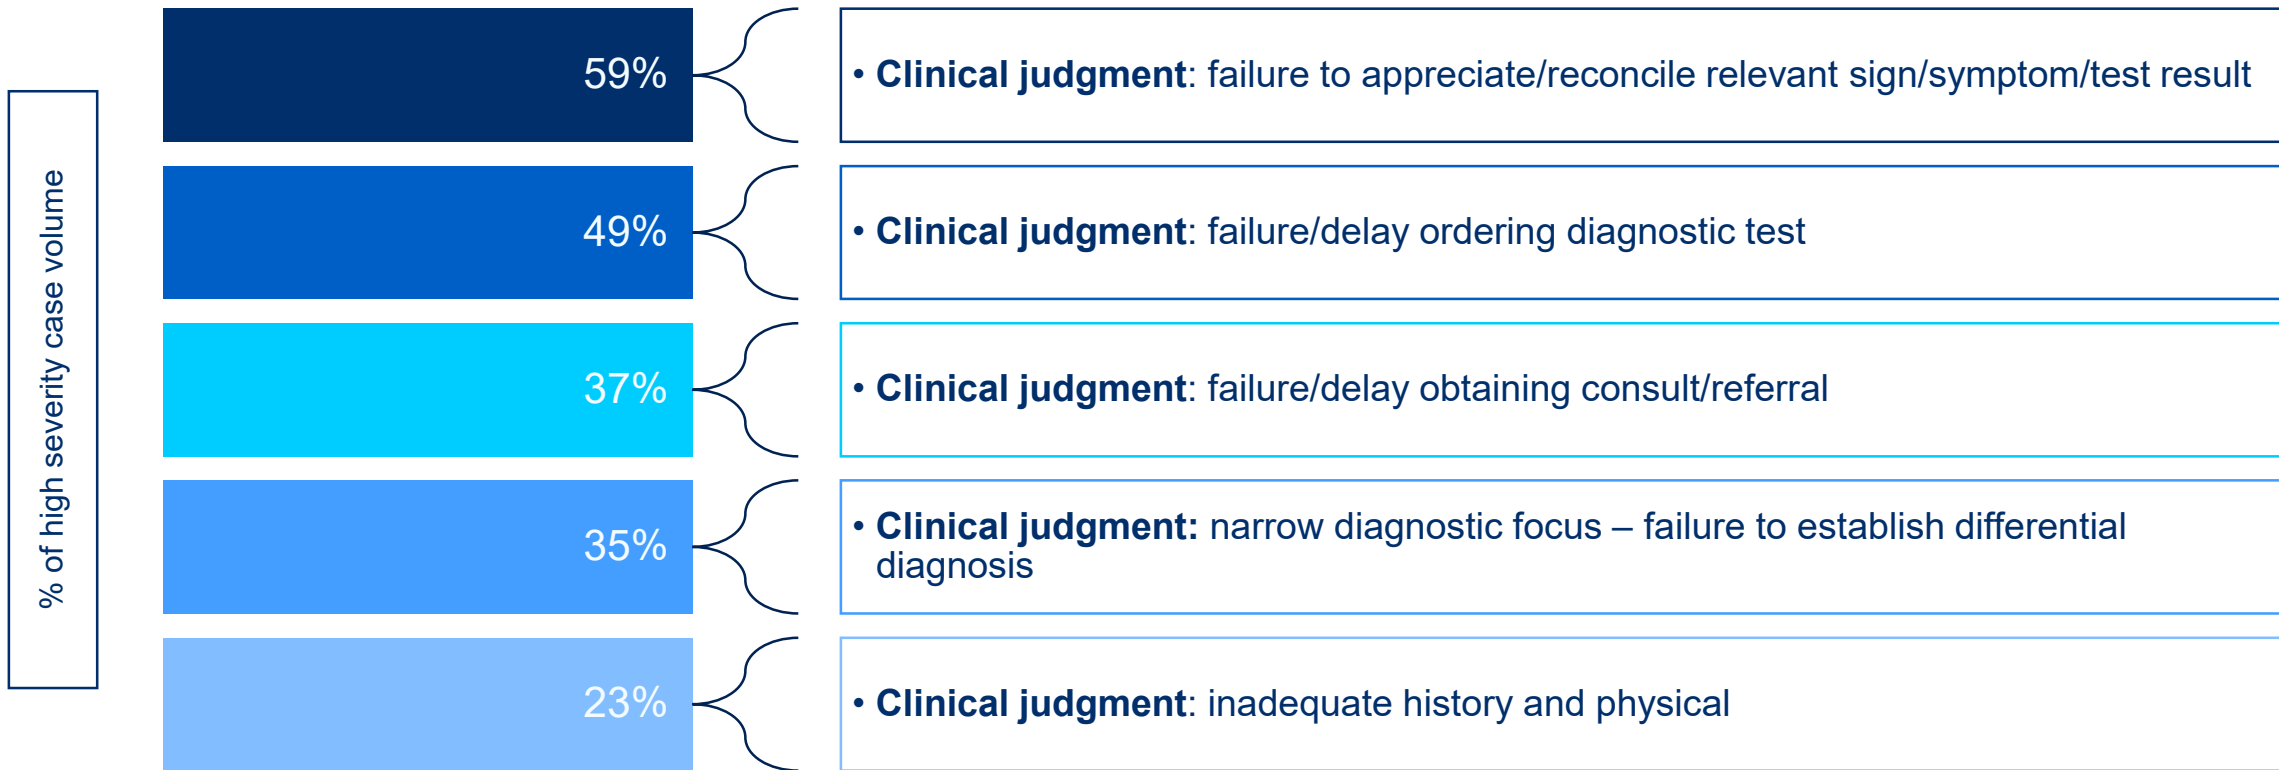 % of high severity case volume
59%
• Clinical judgment: failure to appreciate/reconcile relevant sign/symptom/test result
49%
• Clinical judgment: failure/delay ordering diagnostic test
37%
• Clinical judgment: failure/delay obtaining consult/referral
35%
• Clinical judgment: narrow diagnostic focus – failure to establish differential
diagnosis
23%
• Clinical judgment: inadequate history and physical